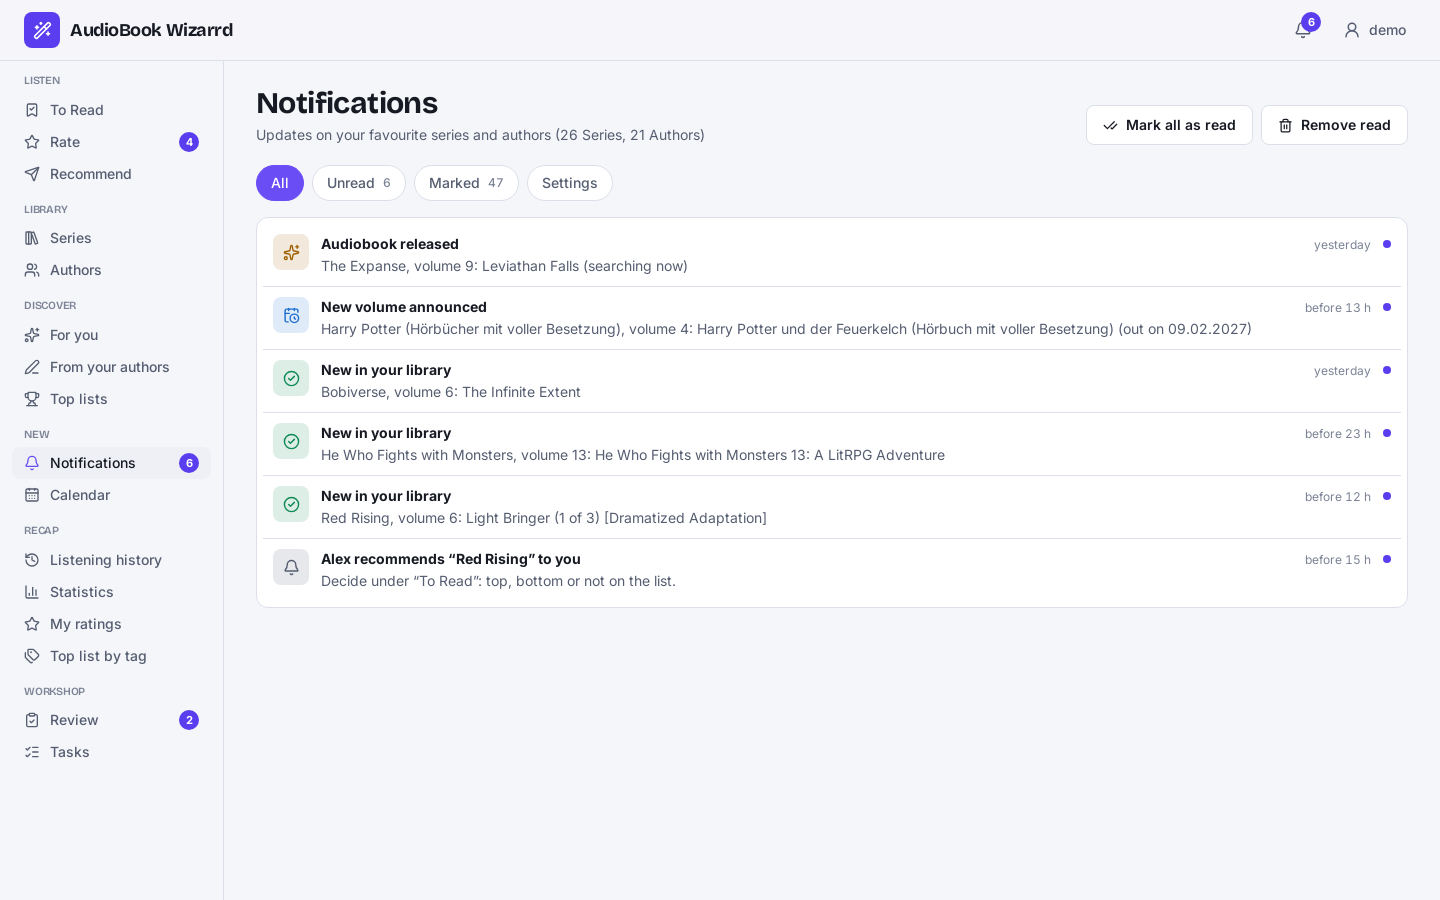 AudioBook Wizarrd
6
demo
LISTEN
To Read
Rate 4
Recommend
LIBRARY
Series
Authors
DISCOVER
For you
From your authors
Top lists
NEW
Notifications 6
Calendar
RECAP
Listening history
Statistics
My ratings
Top list by tag
WORKSHOP
Review 2
Tasks
Notifications
Updates on your favourite series and authors (26 Series, 21 Authors)
Mark all as read
Remove read
All
Unread 6
Marked 47
Settings
Audiobook released yesterday
The Expanse, volume 9: Leviathan Falls (searching now)
New volume announced before 13 h
Harry Potter (Hörbücher mit voller Besetzung), volume 4: Harry Potter und der Feuerkelch (Hörbuch mit voller Besetzung) (out on 09.02.2027)
New in your library yesterday
Bobiverse, volume 6: The Infinite Extent
New in your library before 23 h
He Who Fights with Monsters, volume 13: He Who Fights with Monsters 13: A LitRPG Adventure
New in your library before 12 h
Red Rising, volume 6: Light Bringer (1 of 3) [Dramatized Adaptation]
Alex recommends “Red Rising” to you before 15 h
Decide under “To Read”: top, bottom or not on the list.